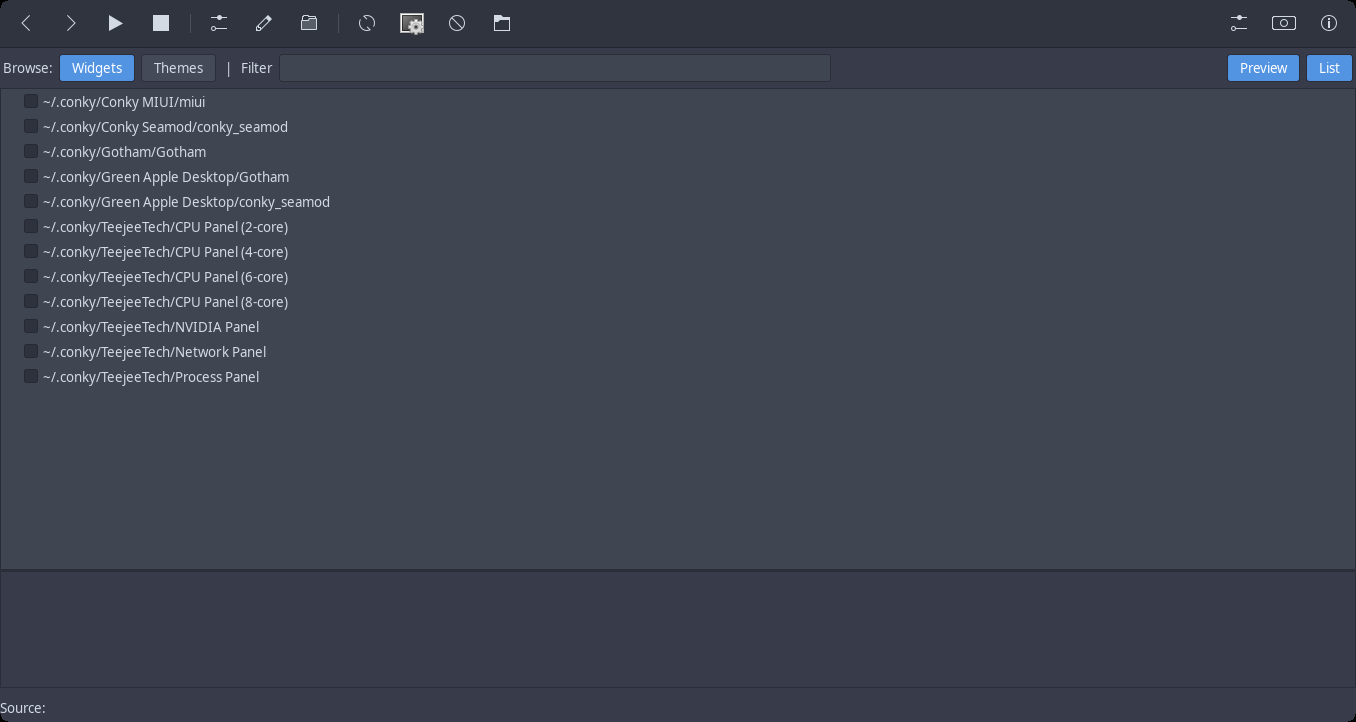 Browse: Widgets Themes | Filter Preview List
~/.conky/Conky MIUI/miui
~/.conky/Conky Seamod/conky_seamod
~/.conky/Gotham/Gotham
~/.conky/Green Apple Desktop/Gotham
~/.conky/Green Apple Desktop/conky_seamod
~/.conky/TeejeeTech/CPU Panel (2-core)
~/.conky/TeejeeTech/CPU Panel (4-core)
~/.conky/TeejeeTech/CPU Panel (6-core)
~/.conky/TeejeeTech/CPU Panel (8-core)
~/.conky/TeejeeTech/NVIDIA Panel
~/.conky/TeejeeTech/Network Panel
~/.conky/TeejeeTech/Process Panel
Source: